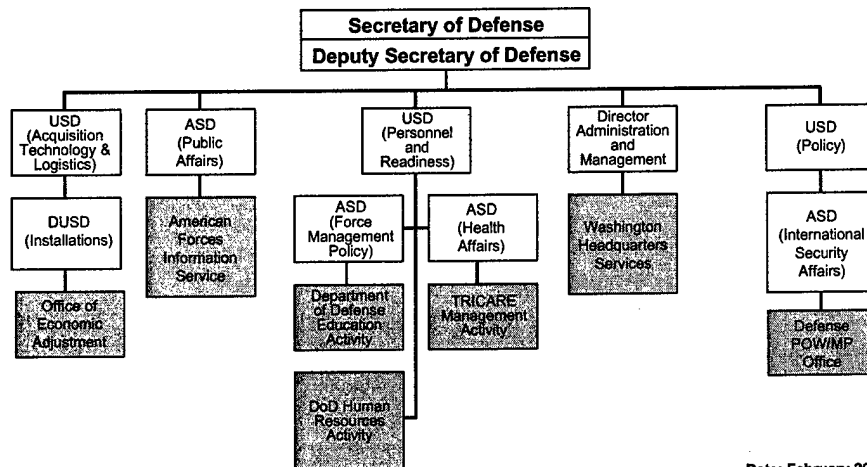 Secretary of Defense
Deputy Secretary of Defense
USD
(Acquisition
Technology &
Logistics)
ASD
(Public
Affairs)
USD
(Personnel
and
Readiness)
Director
Administration
and
Management
USD
(Policy)
DUSD
(Installations)
American
Forces
Information
Service
ASD
(Force
Management
Policy)
ASD
(Health
Affairs)
Washington
Headquarters
Services
ASD
(International
Security
Affairs)
Office of
Economic
Adjustment
Department
of Defense
Education
Activity
TRICARE
Management
Activity
Defense
POW/MP
Office
DoD Human
Resources
Activity